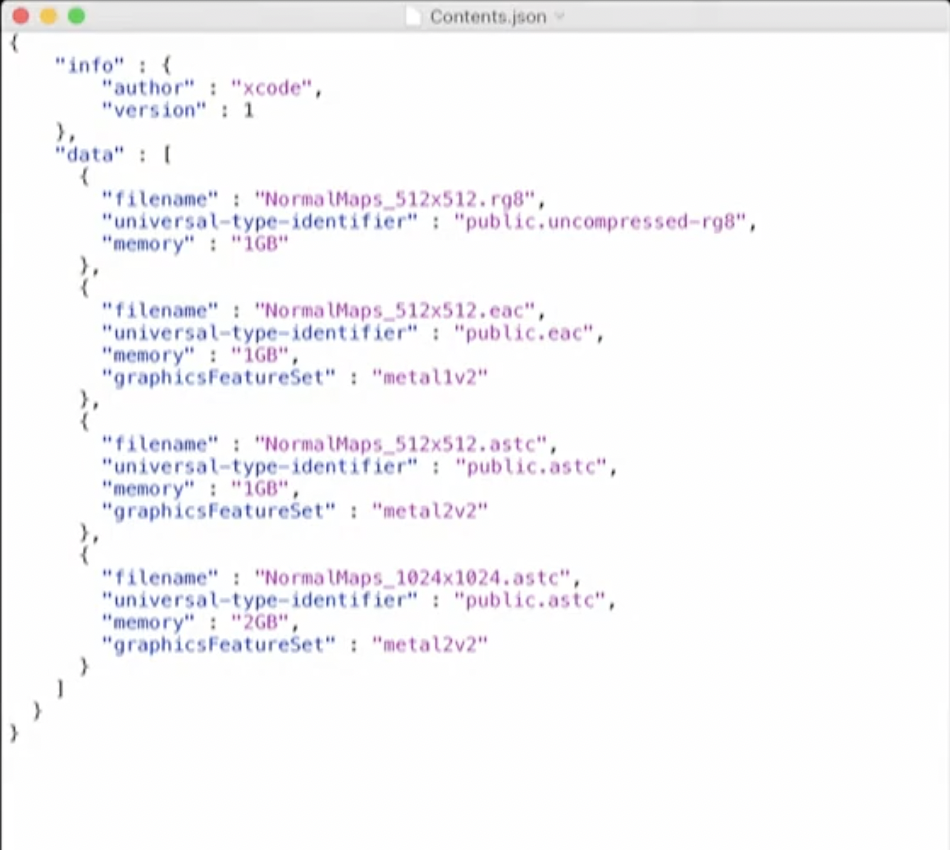 Contents.json
{
"info" : {
"author" : "xcode",
"version" : 1
},
"data" : [
{
"filename" : "NormalMaps_512x512.rg8",
"universal-type-identifier" : "public.uncompressed-rg8",
"memory" : "1GB"
},
{
"filename" : "NormalMaps_512x512.eac",
"universal-type-identifier" : "public.eac",
"memory" : "1GB",
"graphicsFeatureSet" : "metal1v2"
},
{
"filename" : "NormalMaps_512x512.astc",
"universal-type-identifier" : "public.astc",
"memory" : "1GB",
"graphicsFeatureSet" : "metal2v2"
},
{
"filename" : "NormalMaps_1024x1024.astc",
"universal-type-identifier" : "public.astc",
"memory" : "2GB",
"graphicsFeatureSet" : "metal2v2"
}
]
}
}